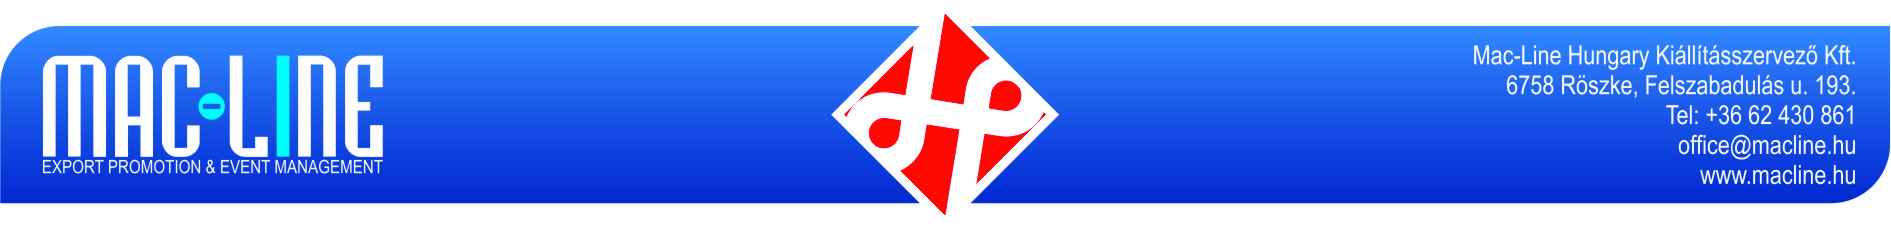 MAC-LINE
EXPORT PROMOTION & EVENT MANAGEMENT
Mac-Line Hungary Kiállításszervező Kft.
6758 Röszke, Felszabadulás u. 193.
Tel: +36 62 430 861
office@macline.hu
www.macline.hu